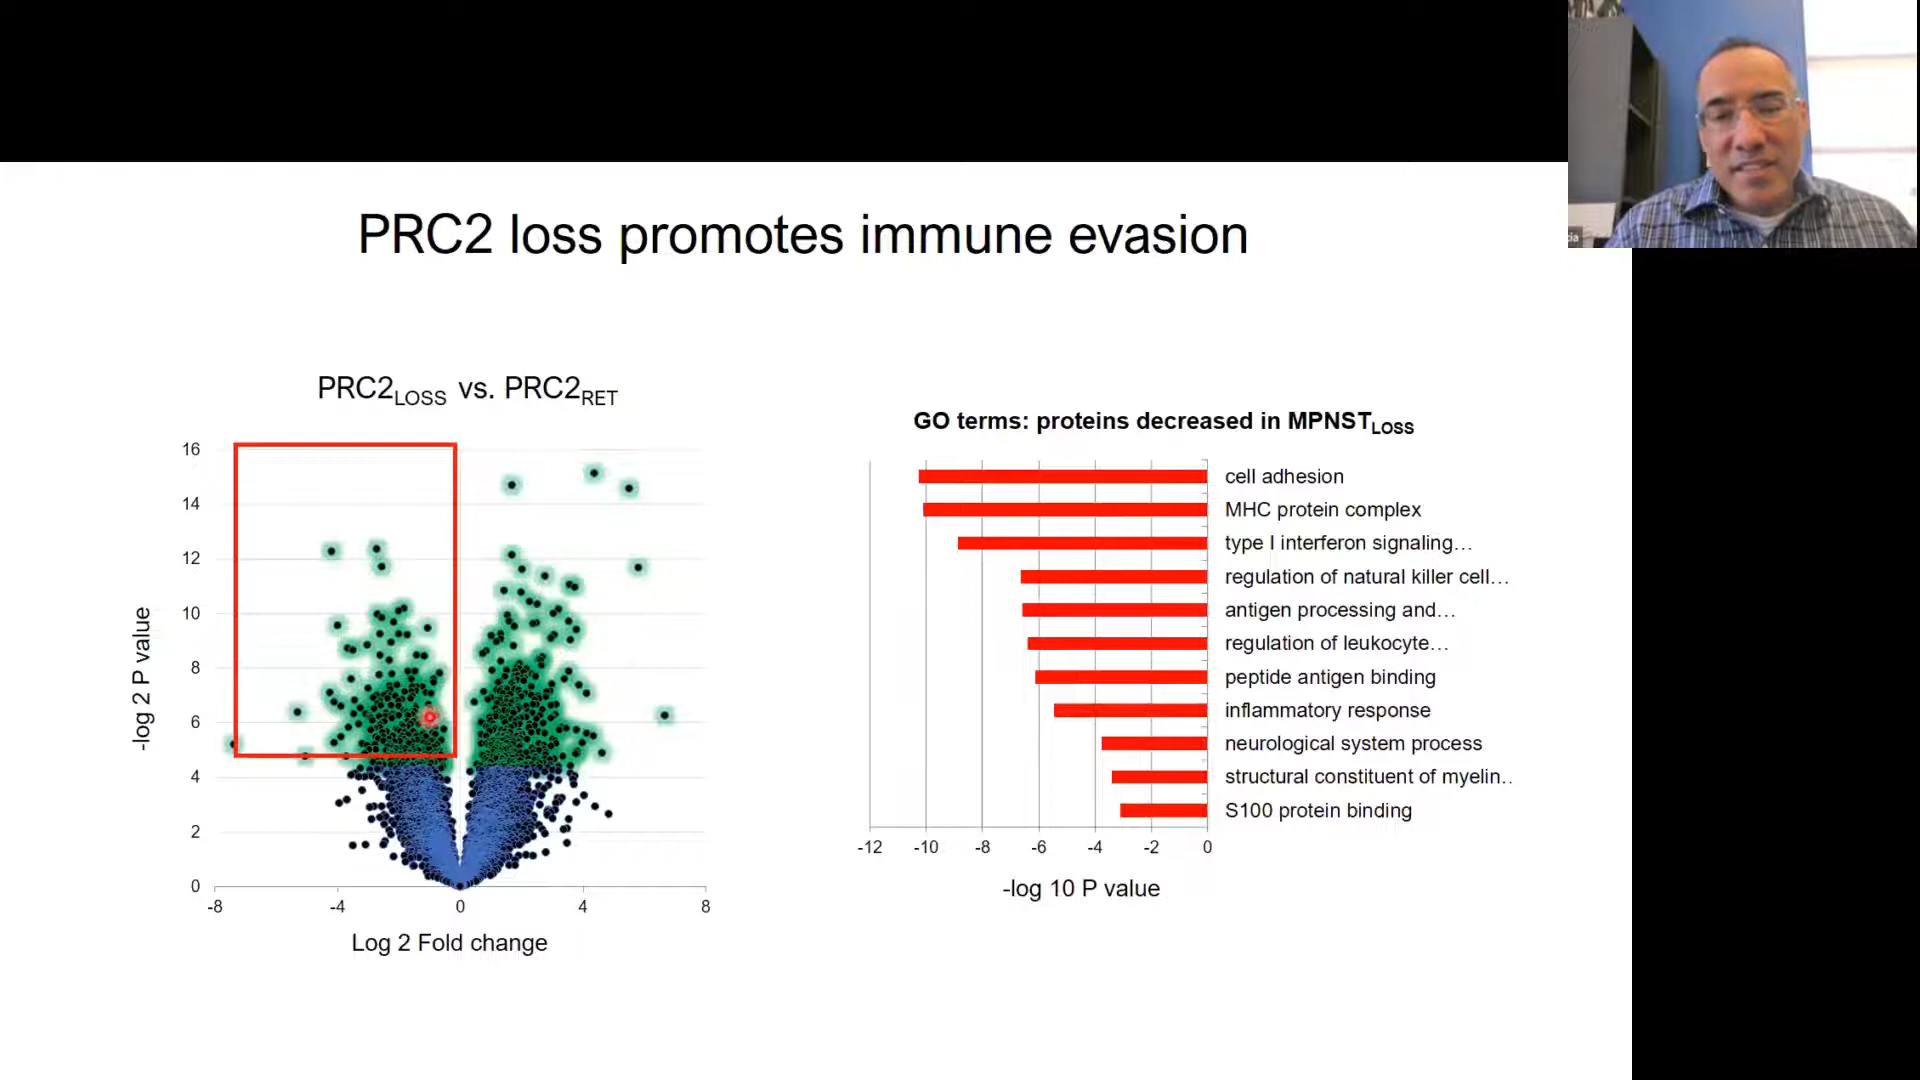 PRC2 loss promotes immune evasion
PRC2LOSS vs. PRC2RET
16
14
12
10
8
6
4
2
0
-log 2 P value
-8
-4
0
4
8
Log 2 Fold change
GO terms: proteins decreased in MPNSTLOSS
cell adhesion
MHC protein complex
type I interferon signaling…
regulation of natural killer cell…
antigen processing and…
regulation of leukocyte…
peptide antigen binding
inflammatory response
neurological system process
structural constituent of myelin..
S100 protein binding
-12
-10
-8
-6
-4
-2
0
-log 10 P value